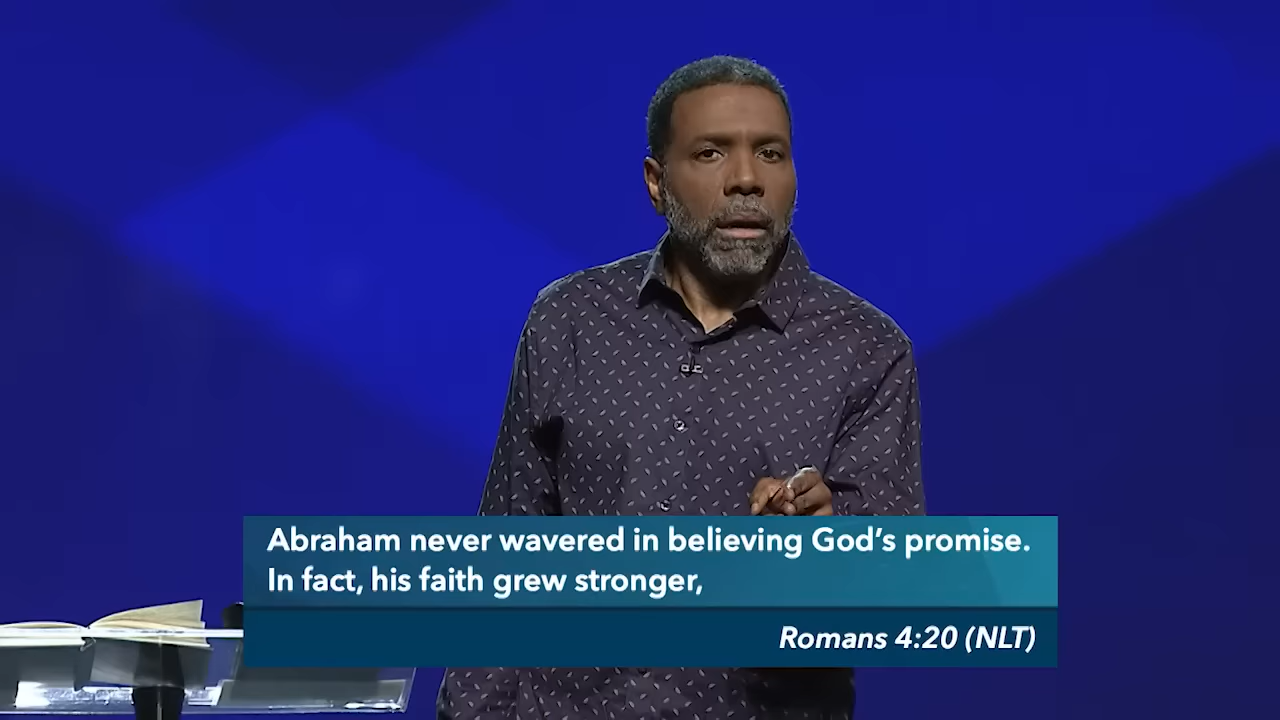 Abraham never wavered in believing God's promise.
In fact, his faith grew stronger,
Romans 4:20 (NLT)